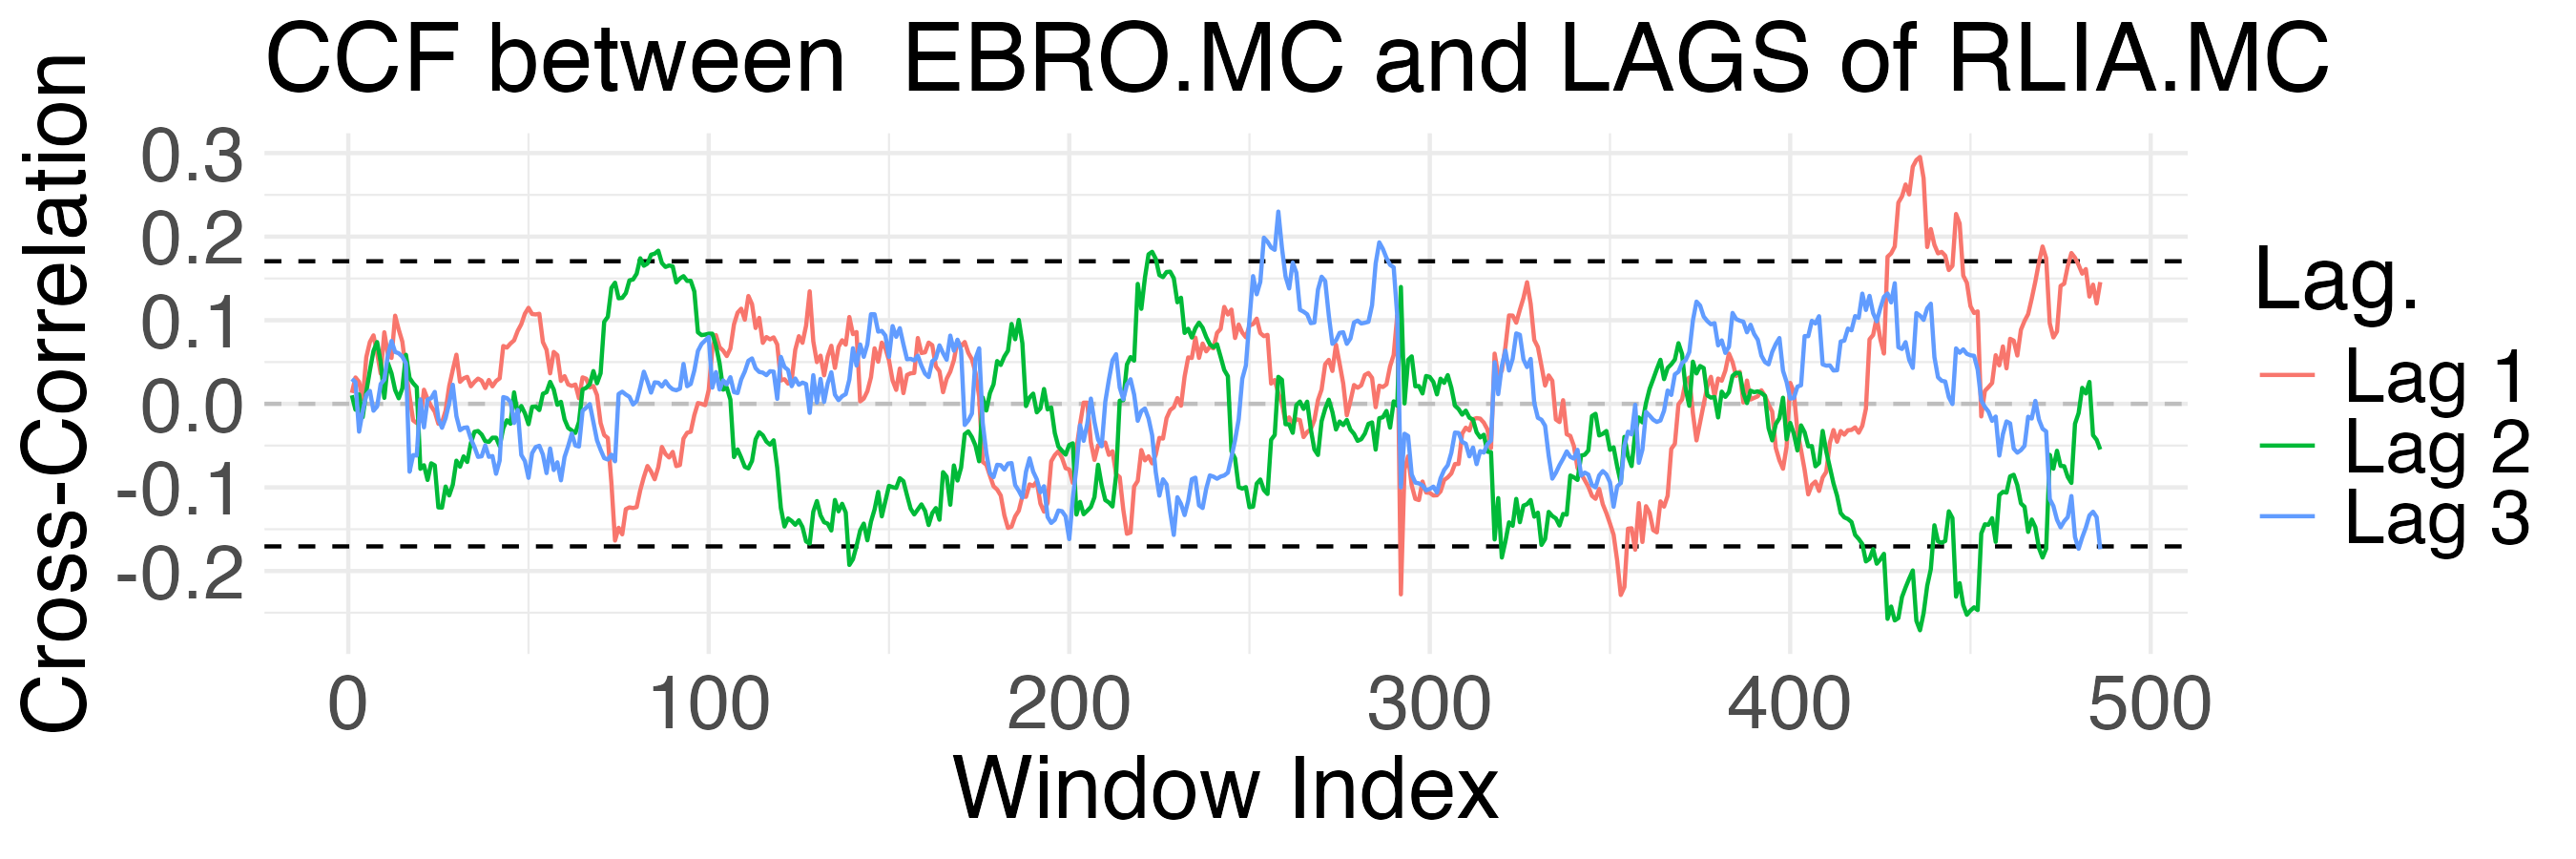 CCF between  EBRO.MC and LAGS of RLIA.MC
Cross-Correlation
0.3
0.2
0.1
0.0
-0.1
-0.2
0 100 200 300 400 500
Window Index
Lag.
Lag 1
Lag 2
Lag 3